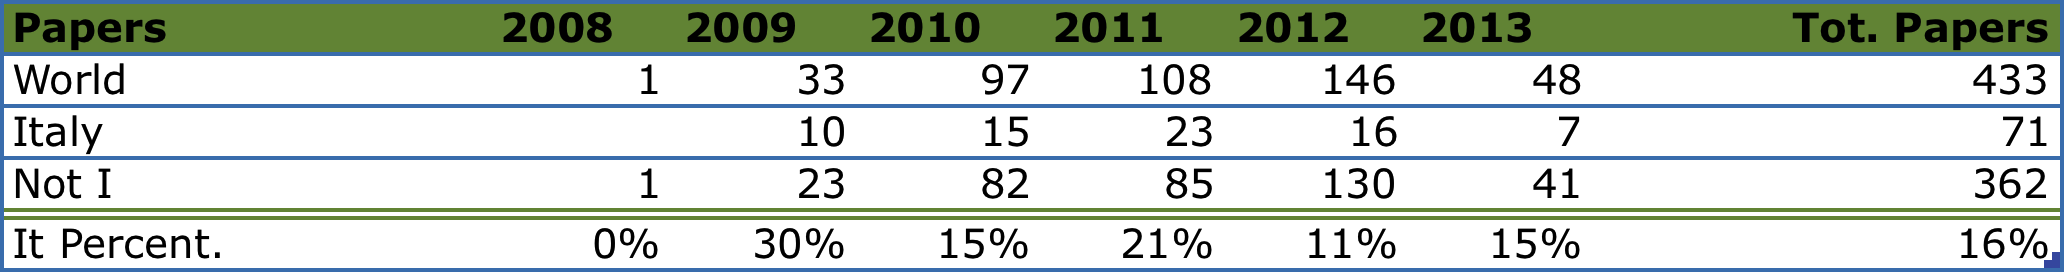 Papers 2008 2009 2010 2011 2012 2013 Tot. Papers
World 1 33 97 108 146 48 433
Italy 10 15 23 16 7 71
Not I 1 23 82 85 130 41 362
It Percent. 0% 30% 15% 21% 11% 15% 16%